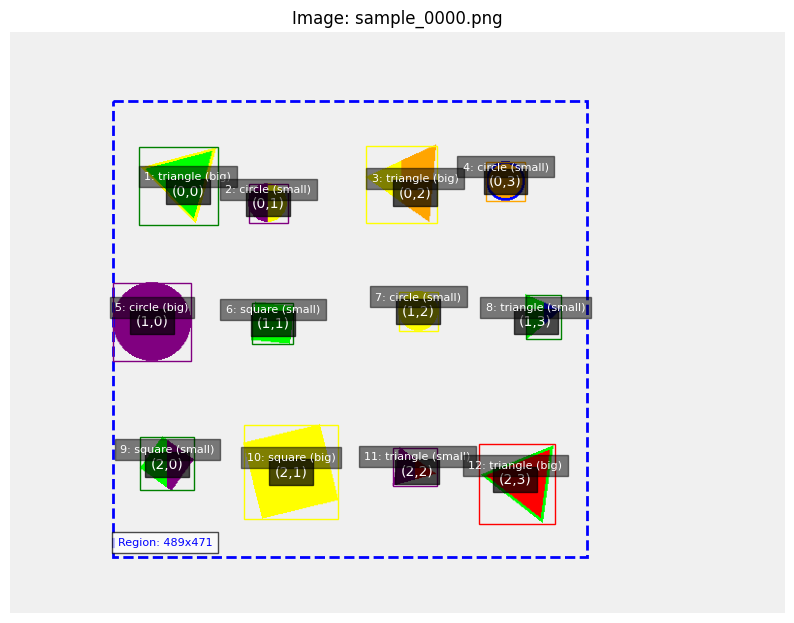 Image: sample_0000.png
1: triangle (big)
(0,0)
2: circle (small)
(0,1)
3: triangle (big)
(0,2)
4: circle (small)
(0,3)
5: circle (big)
(1,0)
6: square (small)
(1,1)
7: circle (small)
(1,2)
8: triangle (small)
(1,3)
9: square (small)
(2,0)
10: square (big)
(2,1)
11: triangle (small)
(2,2)
12: triangle (big)
(2,3)
Region: 489x471